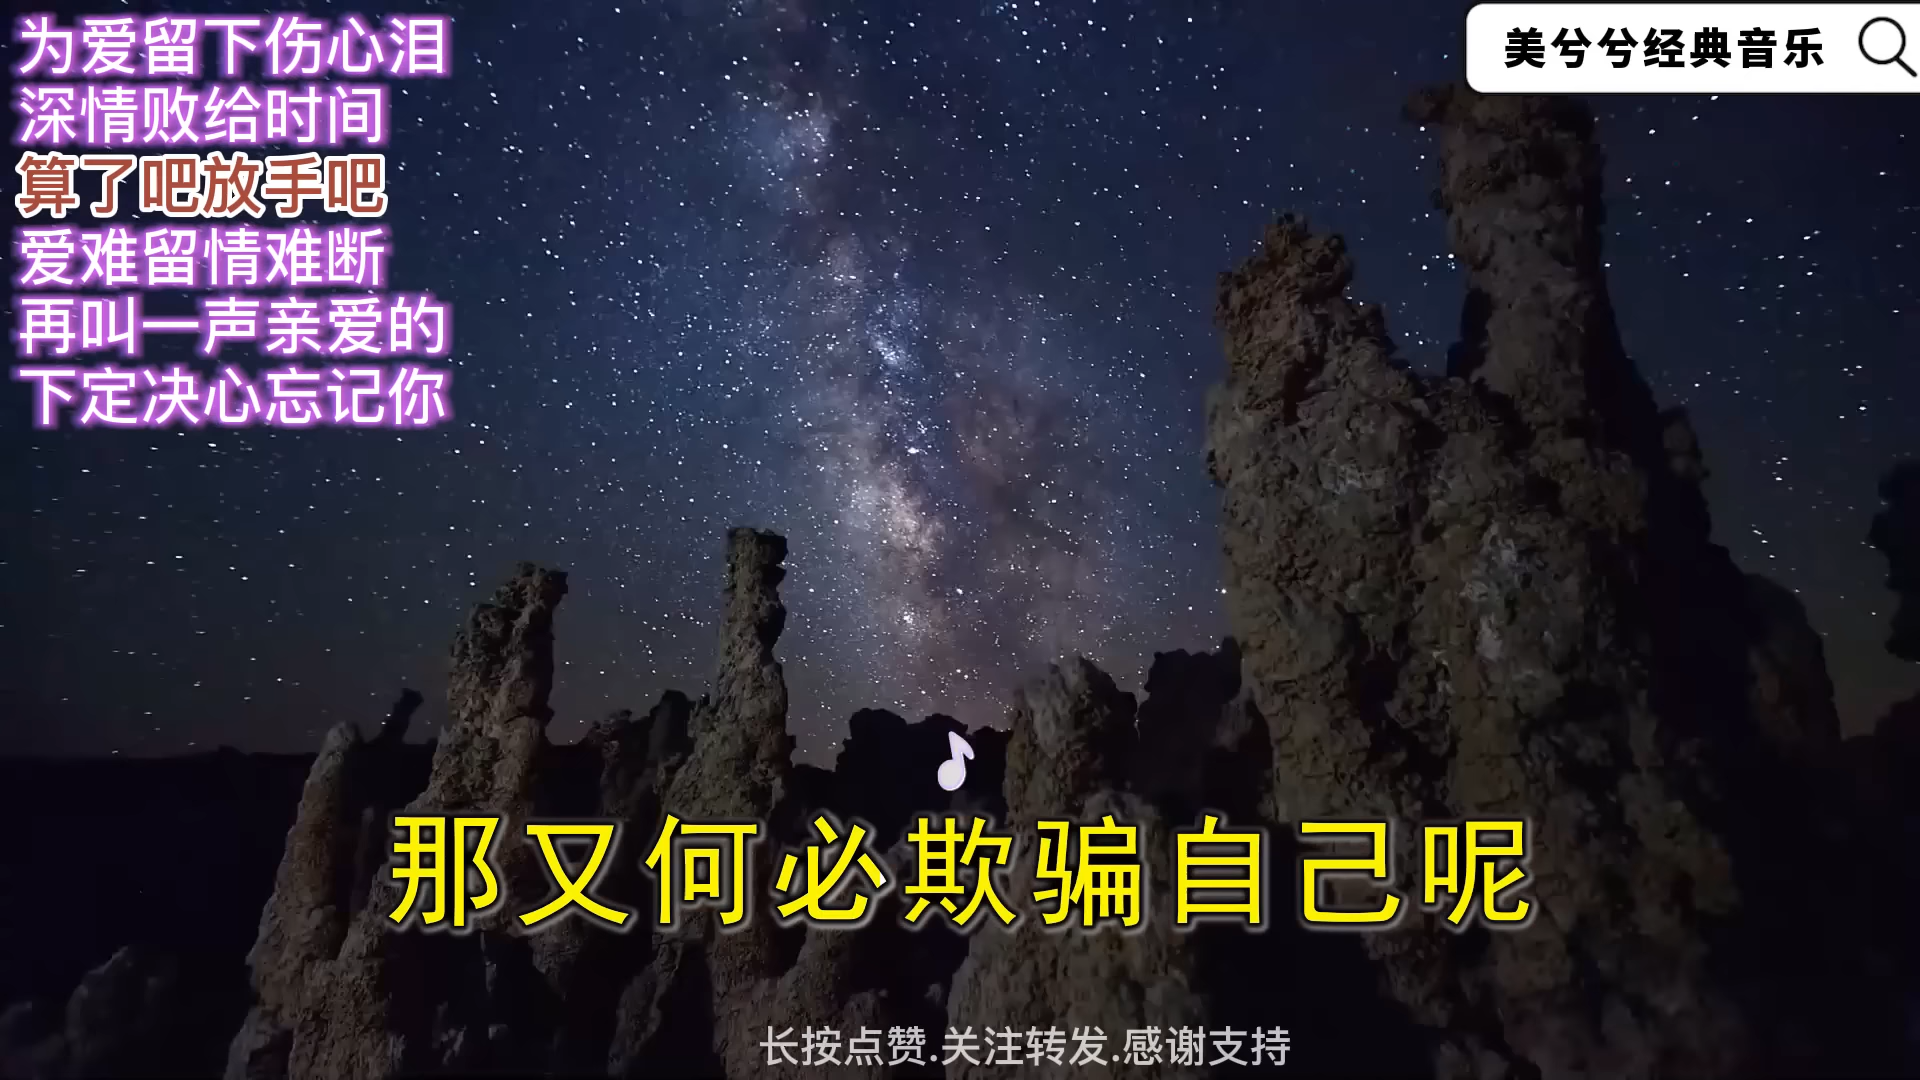 为爱留下伤心泪
深情败给时间
算了吧放手吧
爱难留情难断
再叫一声亲爱的
下定决心忘记你
美兮兮经典音乐
那又何必欺骗自己呢
长按点赞.关注转发.感谢支持